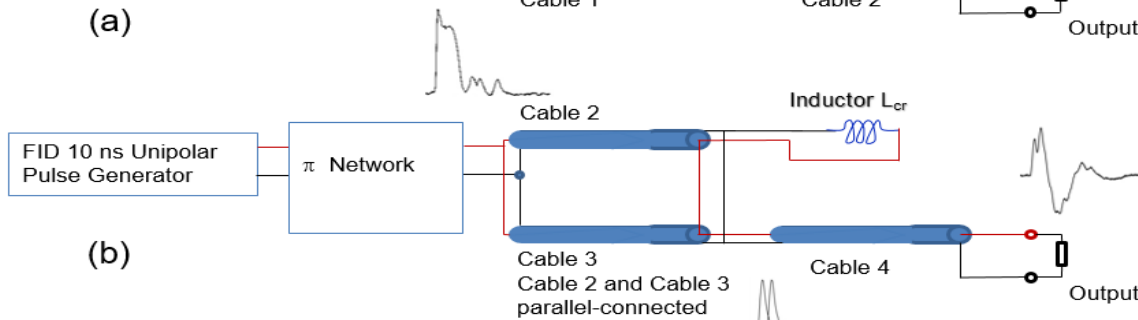 Cable 1
Cable 2
(a)
Output
Cable 2
Inductor Lcr
FID 10 ns Unipolar
Pulse Generator
π Network
(b)
Cable 3
Cable 2 and Cable 3
parallel-connected
Cable 4
Output